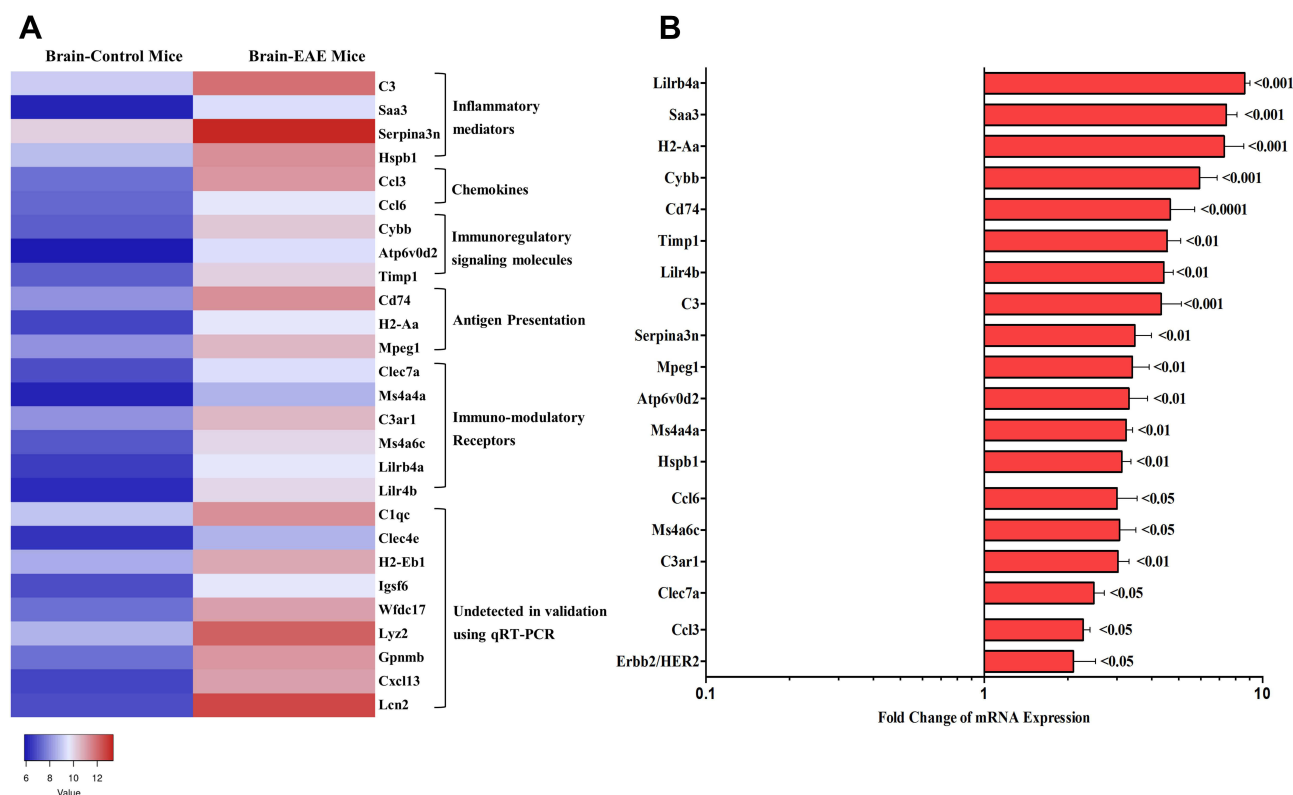 A
B
Brain-Control Mice
Brain-EAE Mice
C3
Saa3
Serpina3n
Hspb1
Inflammatory
mediators
Ccl3
Ccl6
Chemokines
Cybb
Atp6v0d2
Timp1
Immunoregulatory
signaling molecules
Cd74
H2-Aa
Mpeg1
Antigen Presentation
Clec7a
Ms4a4a
C3ar1
Ms4a6c
Lilrb4a
Lilr4b
Immuno-modulatory
Receptors
C1qc
Clec4e
H2-Eb1
Igsf6
Wfdc17
Lyz2
Gpnmb
Cxcl13
Lcn2
Undetected in validation
using qRT-PCR
6 8 10 12
Value
Lilrb4a <0.001
Saa3 <0.001
H2-Aa <0.001
Cybb <0.001
Cd74 <0.0001
Timp1 <0.01
Lilr4b <0.01
C3 <0.001
Serpina3n <0.01
Mpeg1 <0.01
Atp6v0d2 <0.01
Ms4a4a <0.01
Hspb1 <0.01
Ccl6 <0.05
Ms4a6c <0.05
C3ar1 <0.01
Clec7a <0.05
Ccl3 <0.05
Erbb2/HER2 <0.05
0.1 1 10
Fold Change of mRNA Expression